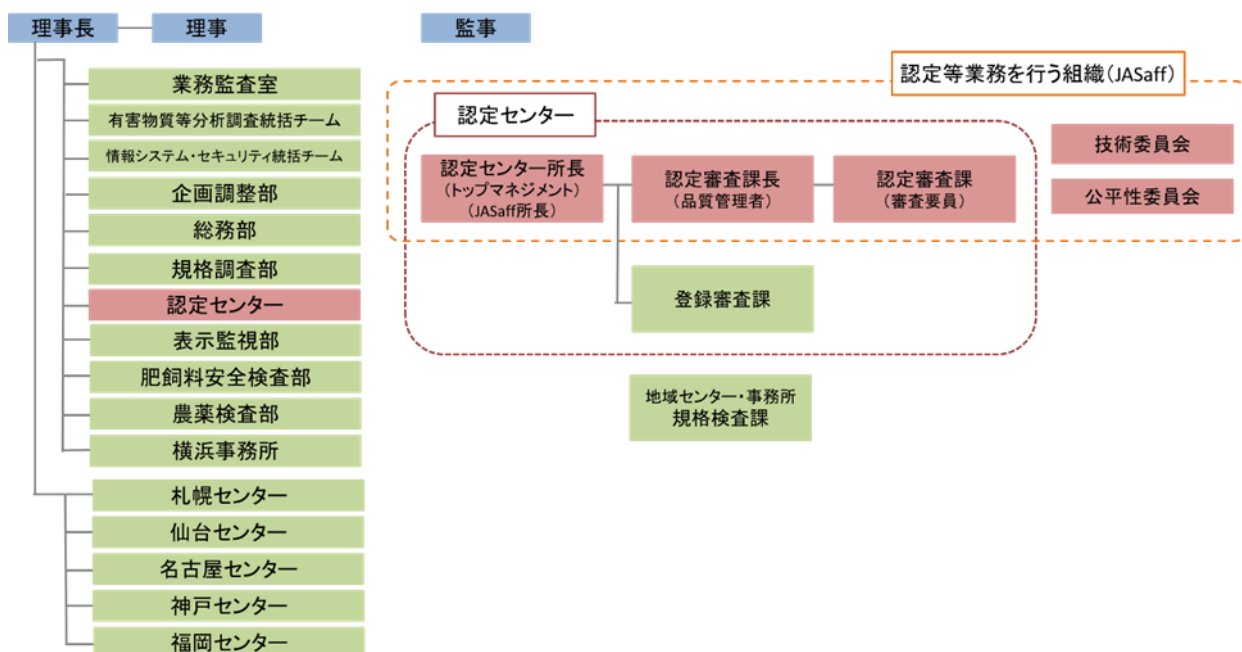 理事長
理事
監事
業務監査室
有害物質等分析調査統括チーム
情報システム・セキュリティ統括チーム
企画調整部
総務部
規格調査部
認定センター
表示監視部
肥飼料安全検査部
農薬検査部
横浜事務所
札幌センター
仙台センター
名古屋センター
神戸センター
福岡センター
認定等業務を行う組織(JASaff)
認定センター
認定センター所長
(トップマネジメント)
(JASaff所長)
認定審査課長
(品質管理者)
認定審査課
(審査要員)
技術委員会
公平性委員会
登録審査課
地域センター・事務所
規格検査課